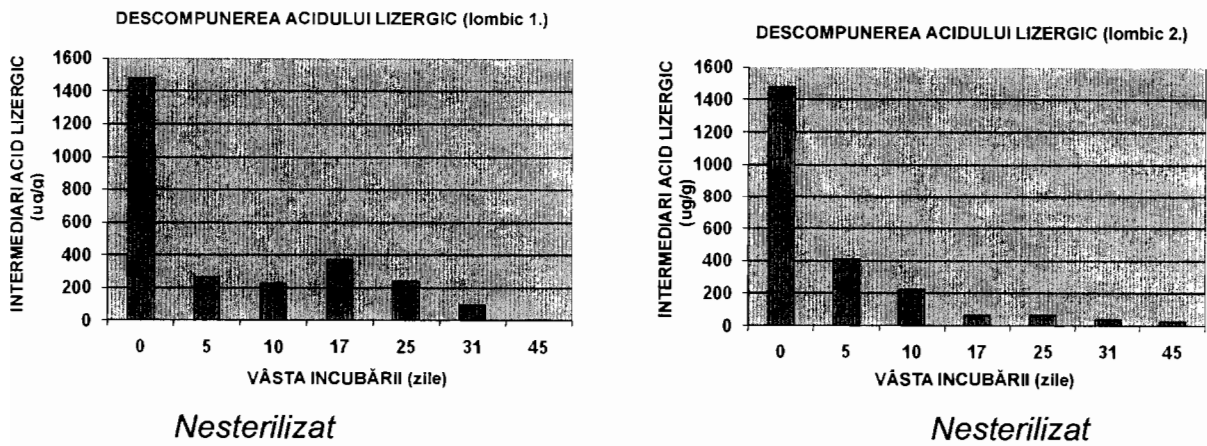 DESCOMPUNEREA ACIDULUI LIZERGIC (lombic 1.)
INTERMEDIARI ACID LIZERGIC
(ug/g)
1600
1400
1200
1000
800
600
400
200
0
0 5 10 17 25 31 45
VÂSTA INCUBĂRII (zile)
Nesterilizat
DESCOMPUNEREA ACIDULUI LIZERGIC (lombic 2.)
INTERMEDIARI ACID LIZERGIC
(ug/g)
1600
1400
1200
1000
800
600
400
200
0
0 5 10 17 25 31 45
VÂSTA INCUBĂRII (zile)
Nesterilizat